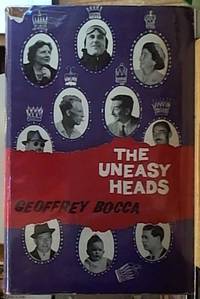 THE
UNEASY
HEADS
GEOFFREY BOCCA